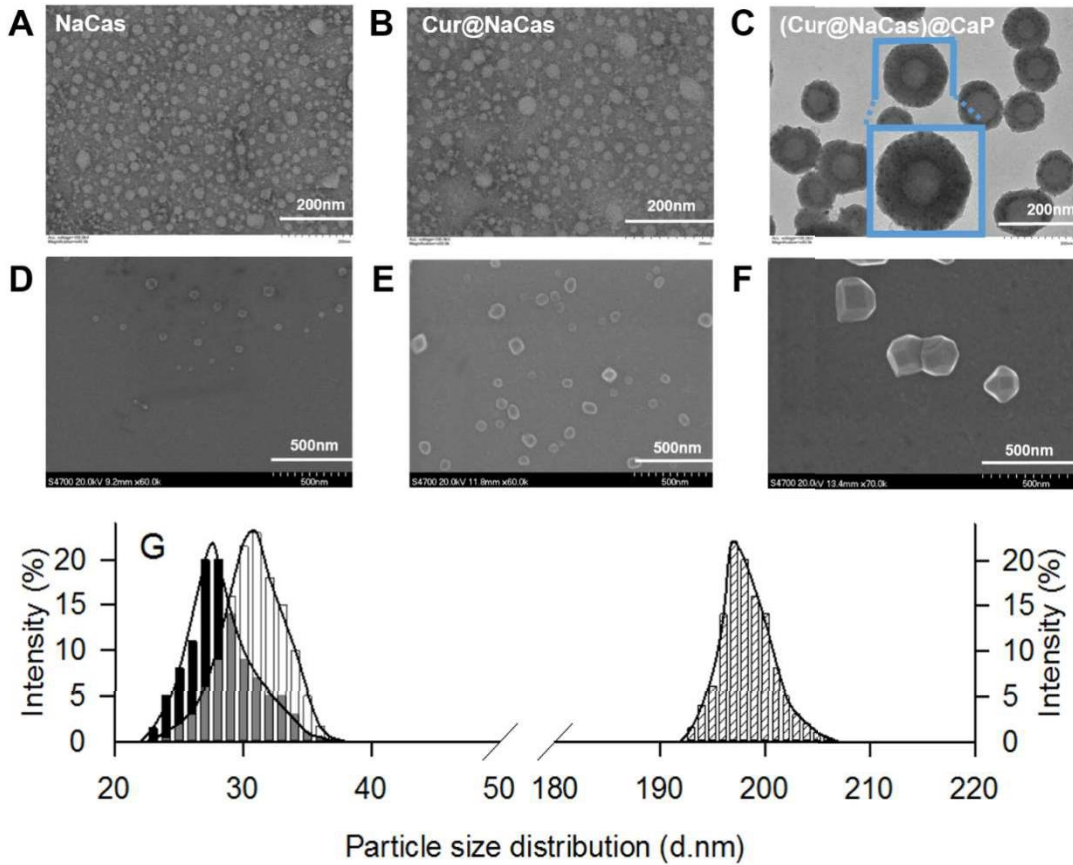 A NaCas
B Cur@NaCas
C (Cur@NaCas)@CaP
200nm
200nm
200nm
D
E
F
500nm
500nm
500nm
S4700 20.0kV 9.2mm x60.0k 500nm
S4700 20.0kV 11.8mm x60.0k 500nm
S4700 20.0kV 13.4mm x70.0k 500nm
G
Intensity (%)
20
15
10
5
0
20
15
10
5
0
Intensity (%)
20 30 40 50 180 190 200 210 220
Particle size distribution (d.nm)